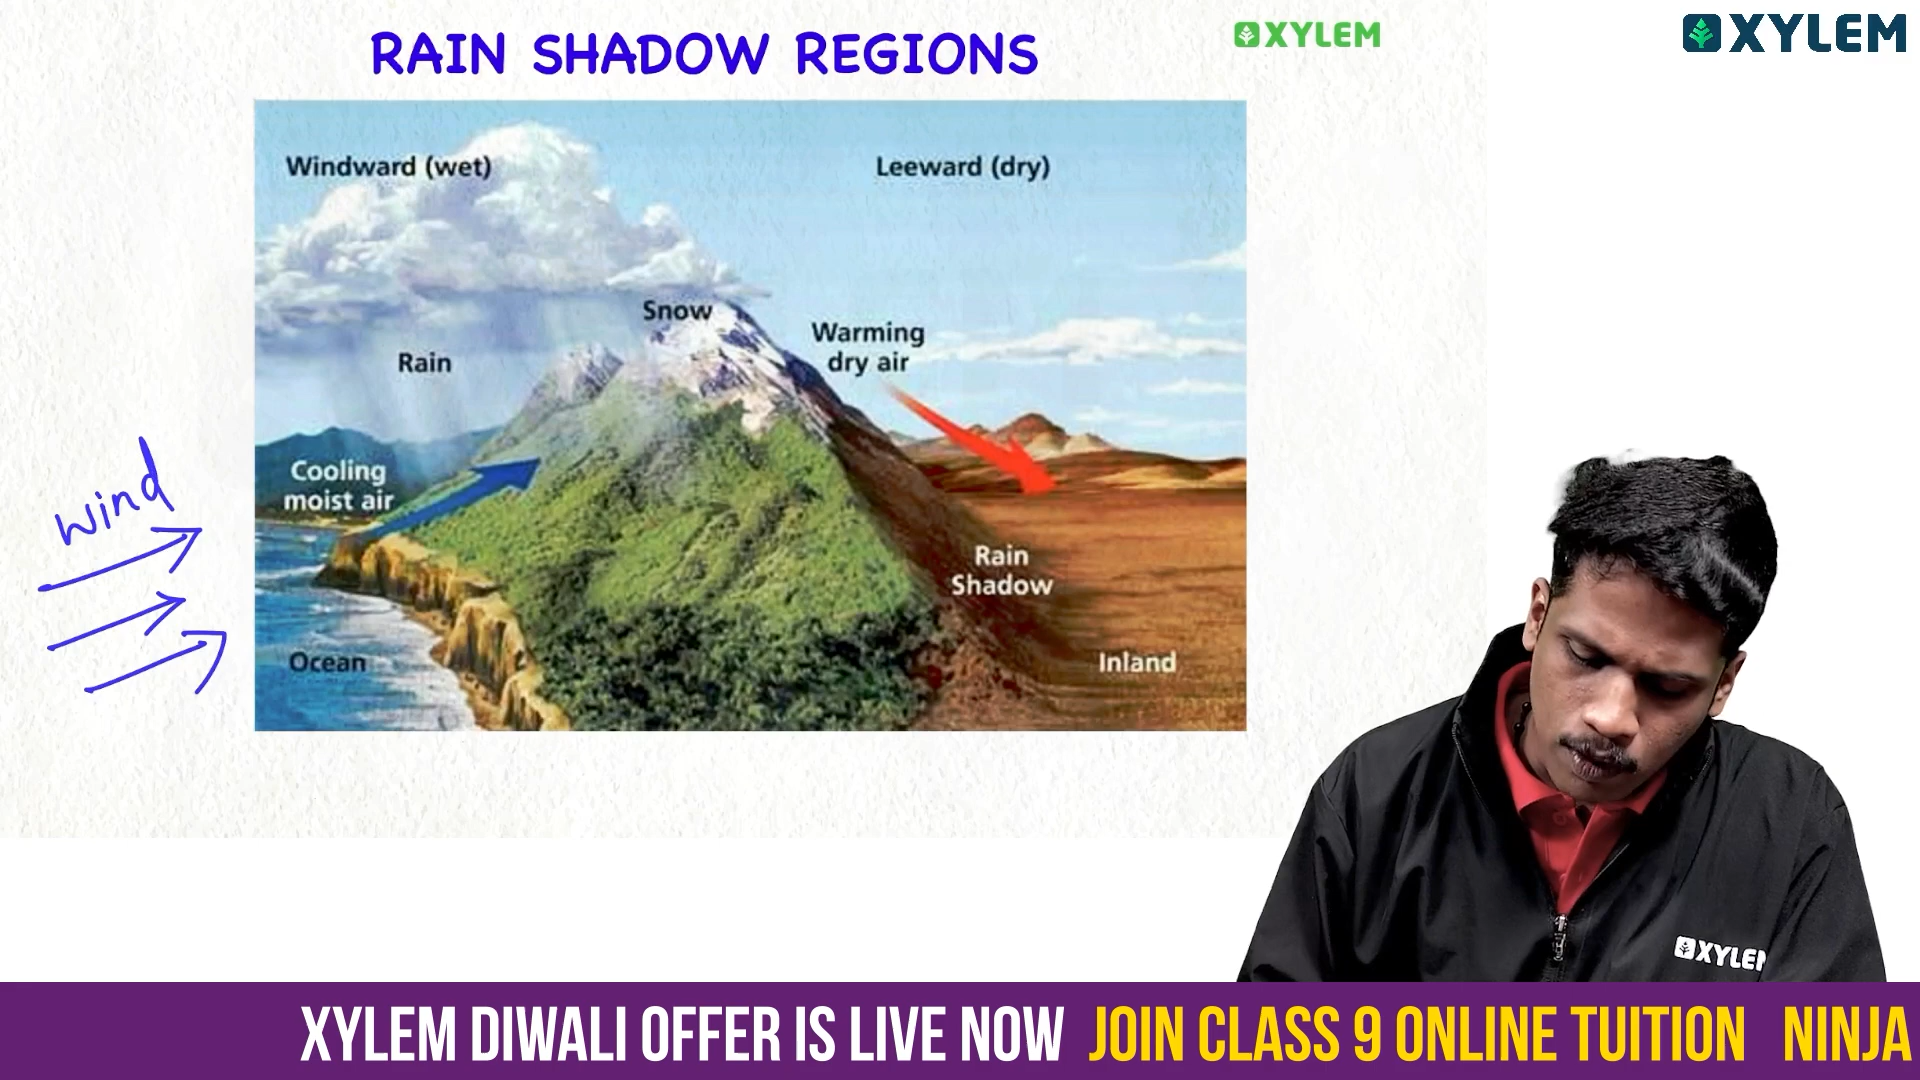 RAIN SHADOW REGIONS
XYLEM
XYLEM
Windward (wet)
Leeward (dry)
Snow
Warming
dry air
Rain
Cooling
moist air
wind
Rain
Shadow
Ocean
Inland
XYLEM
XYLEM DIWALI OFFER IS LIVE NOW JOIN CLASS 9 ONLINE TUITION NINJA